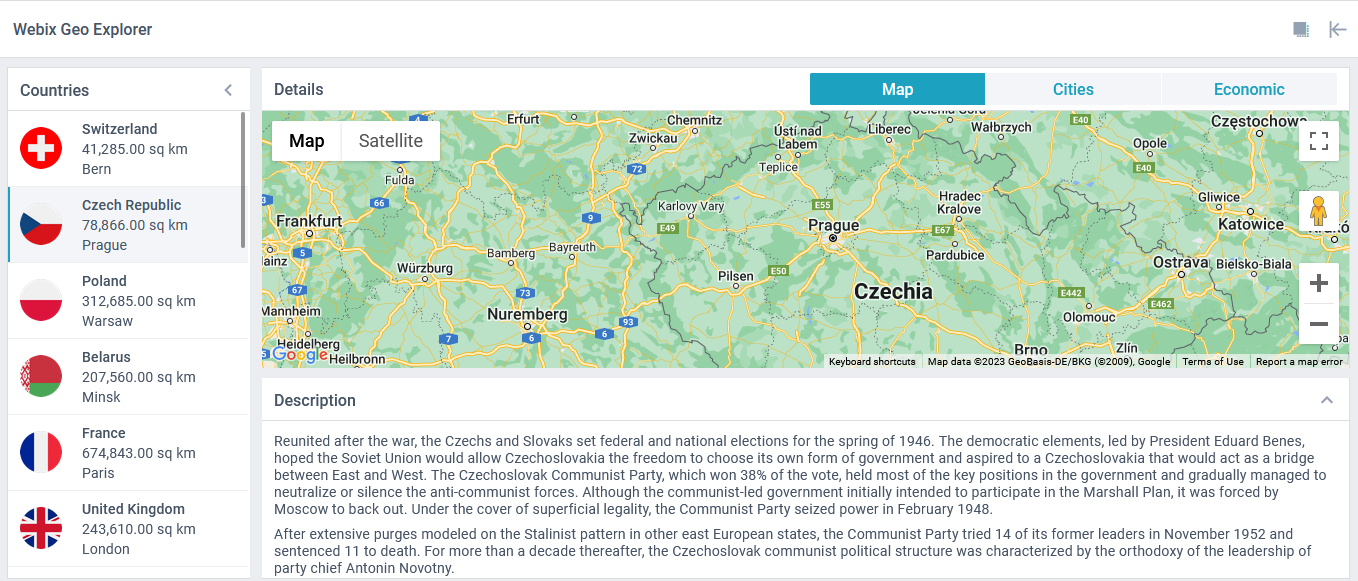 Webix Geo Explorer
Countries
Switzerland
41,285.00 sq km
Bern
Czech Republic
78,866.00 sq km
Prague
Poland
312,685.00 sq km
Warsaw
Belarus
207,560.00 sq km
Minsk
France
674,843.00 sq km
Paris
United Kingdom
243,610.00 sq km
London
Details
Map
Cities
Economic
Map
Satellite
4
Erfurt
Chemnitz
Zwickau
Ústí nad
Labem
Teplice
Liberec
Wałbrzych
E40
Częstochowa
Opole
E40
Fulda
72
66
9
Karlovy Vary
E55
Hradec
Kralove
Gliwice
Katowice
3
Frankfurt
E49
Prague
E67
Pardubice
5
Bamberg
Bayreuth
Würzburg
Pilsen
E50
Ostrava
Bielsko-Biala
67
73
Czechia
E442
E462
Mannheim
Nuremberg
93
Olomouc
7
6
6
Heidelberg
Brno
Zlín
Google
Heilbronn
Keyboard shortcuts
Map data ©2023 GeoBasis-DE/BKG (©2009), Google
Terms of Use
Report a map error
Description
Reunited after the war, the Czechs and Slovaks set federal and national elections for the spring of 1946. The democratic elements, led by President Eduard Benes,
hoped the Soviet Union would allow Czechoslovakia the freedom to choose its own form of government and aspired to a Czechoslovakia that would act as a bridge
between East and West. The Czechoslovak Communist Party, which won 38% of the vote, held most of the key positions in the government and gradually managed to
neutralize or silence the anti-communist forces. Although the communist-led government initially intended to participate in the Marshall Plan, it was forced by
Moscow to back out. Under the cover of superficial legality, the Communist Party seized power in February 1948.
After extensive purges modeled on the Stalinist pattern in other east European states, the Communist Party tried 14 of its former leaders in November 1952 and
sentenced 11 to death. For more than a decade thereafter, the Czechoslovak communist political structure was characterized by the orthodoxy of the leadership of
party chief Antonin Novotny.